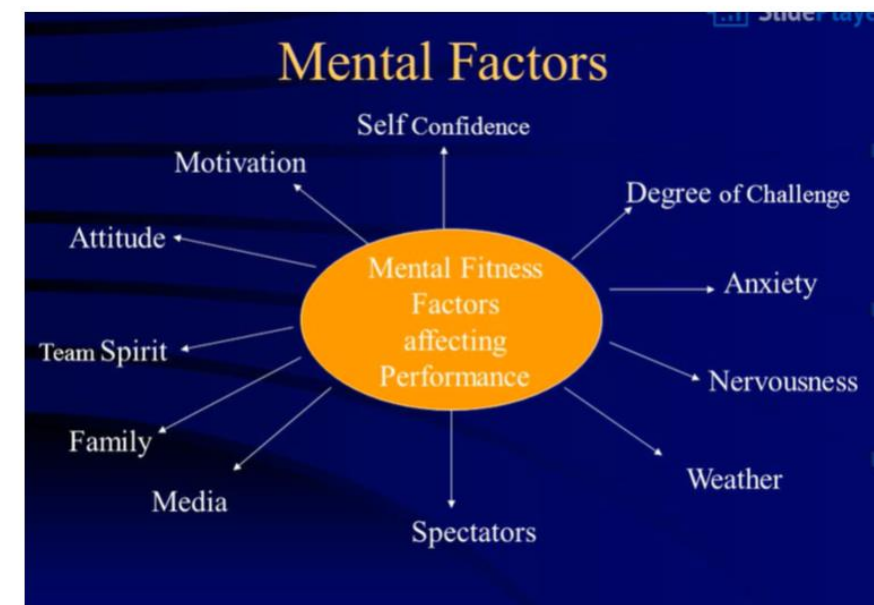 Mental Factors
Self Confidence
Motivation
Degree of Challenge
Attitude
Mental Fitness
Factors
affecting
Performance
Anxiety
Team Spirit
Nervousness
Family
Weather
Media
Spectators